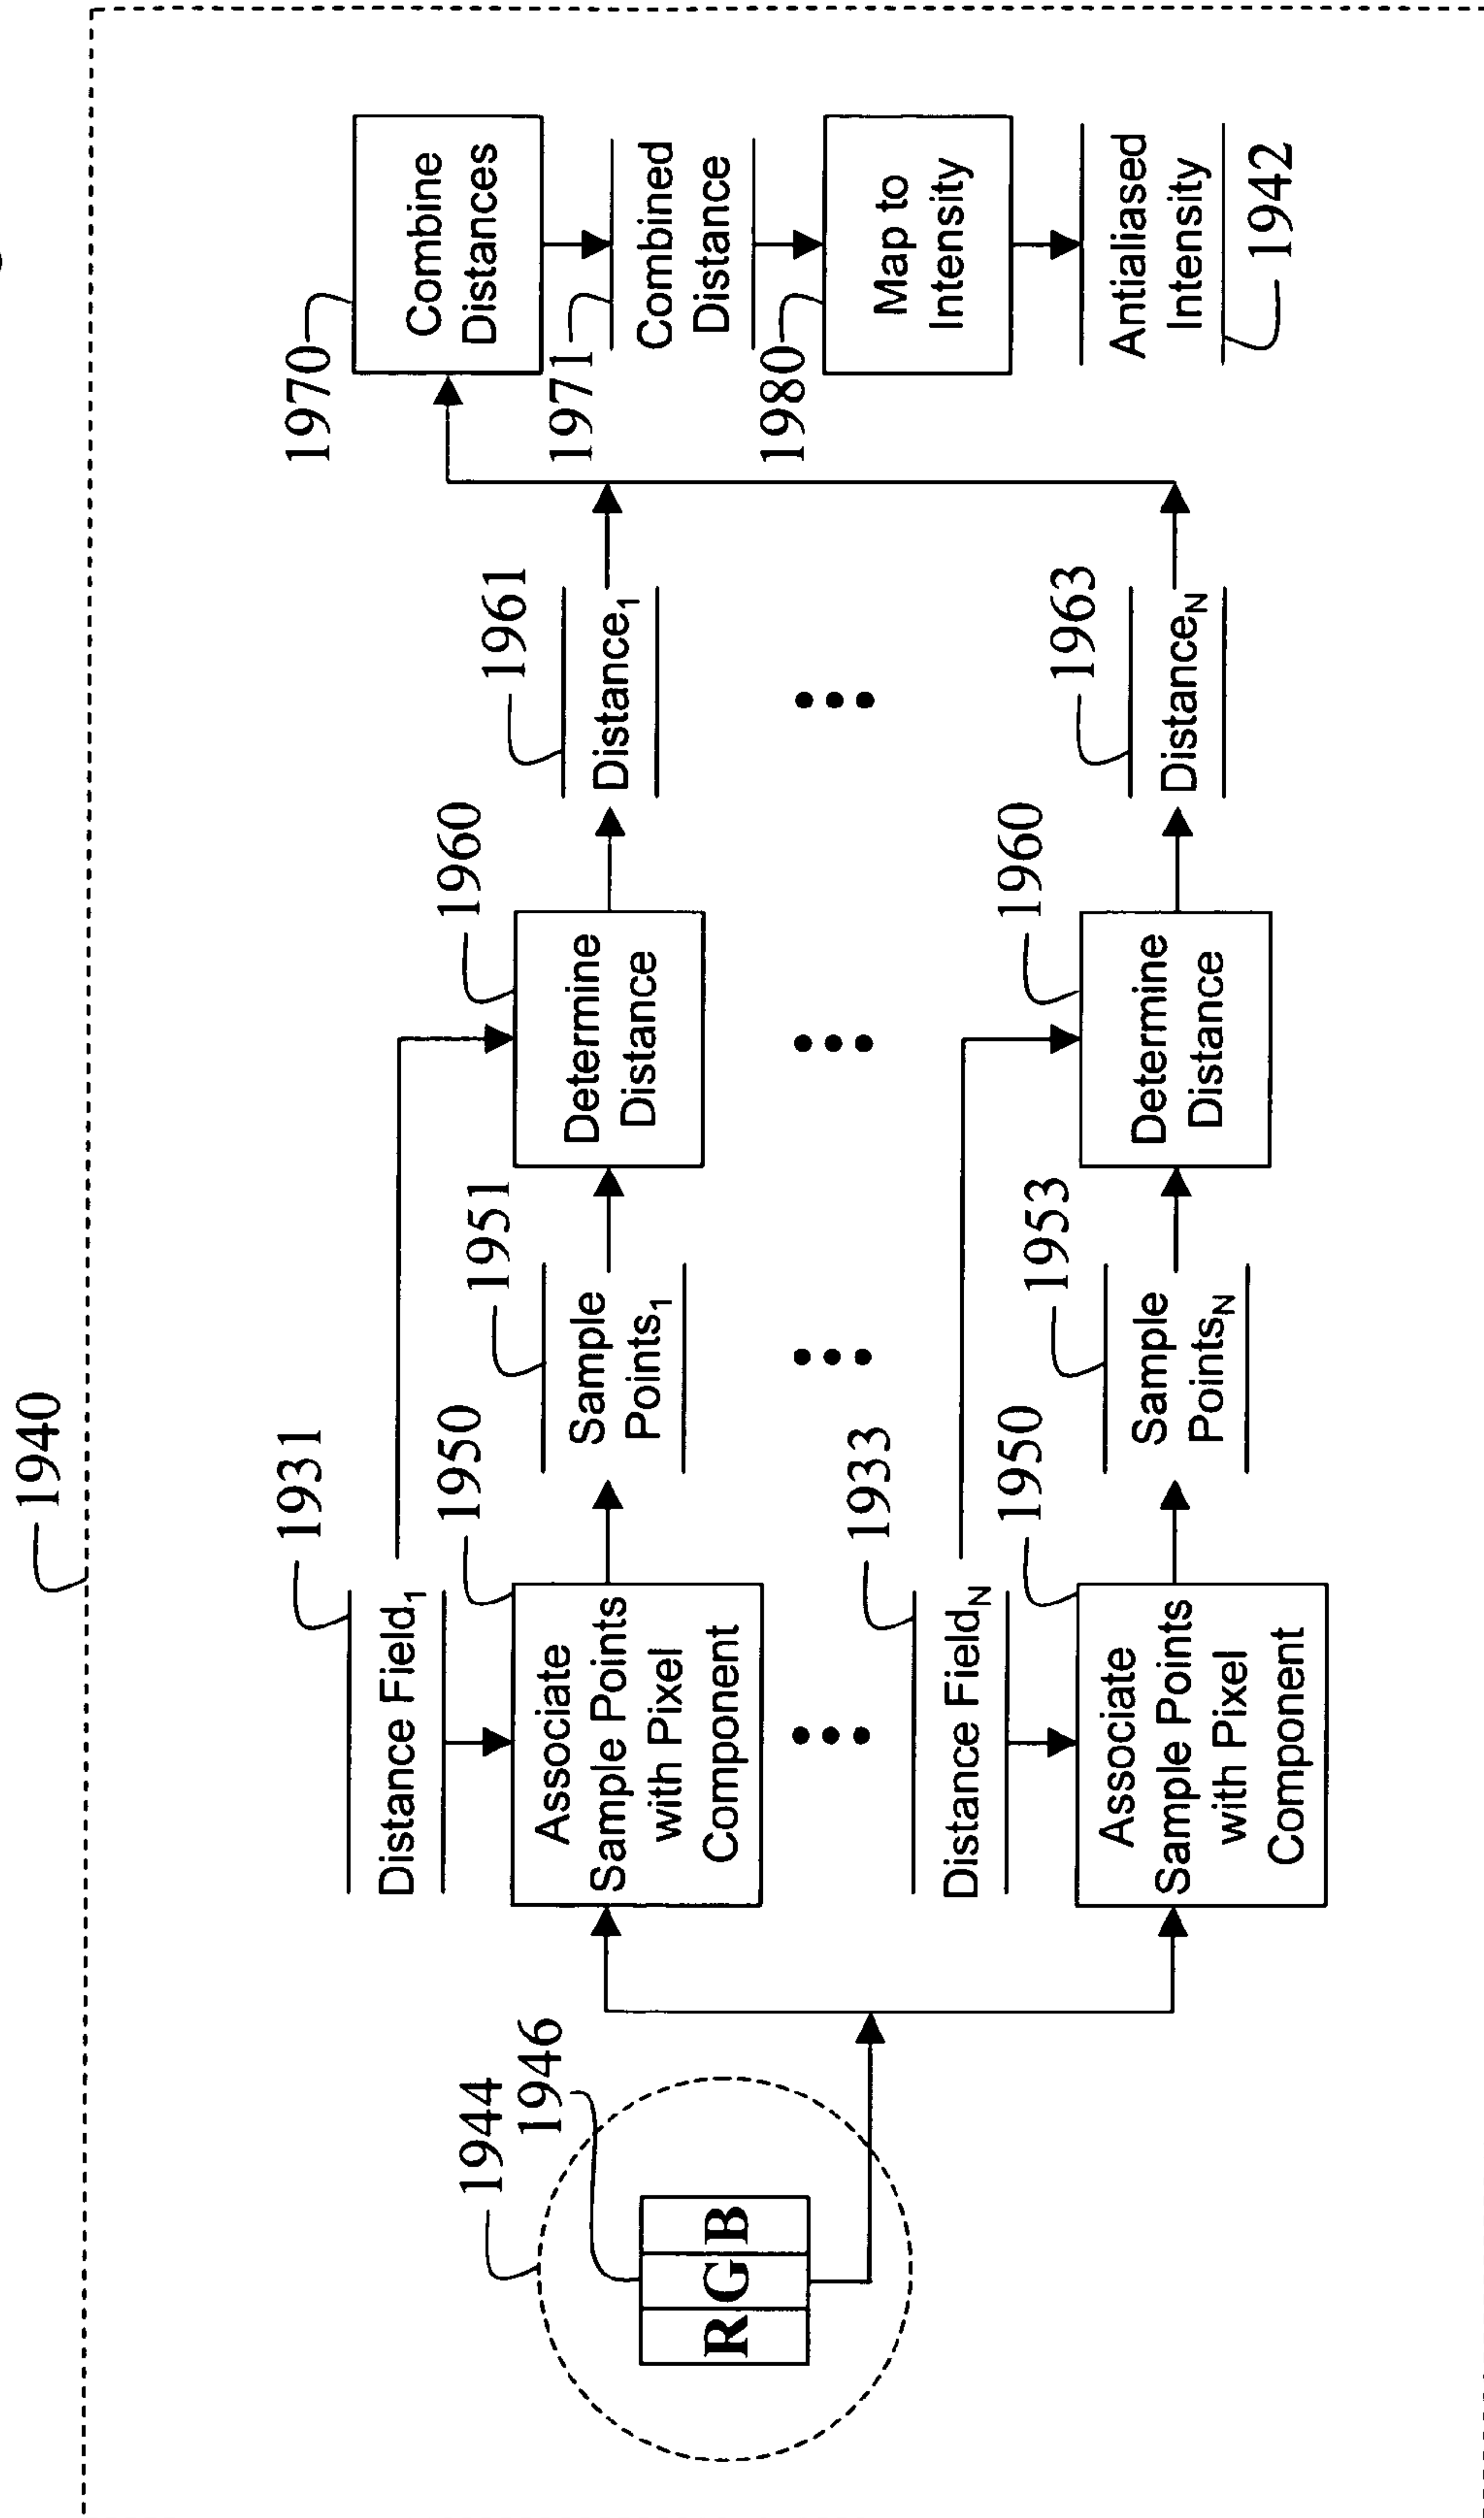 1940
1944
1946
R G B
1931
Distance Field1
1950
Associate
Sample Points
with Pixel
Component
1951
Sample
Points1
1960
Determine
Distance
1961
Distance1
1933
Distance FieldN
1950
Associate
Sample Points
with Pixel
Component
1953
Sample
PointsN
1960
Determine
Distance
1963
DistanceN
1970
Combine
Distances
1971
Combined
Distance
1980
Map to
Intensity
Antialiased
Intensity
1942